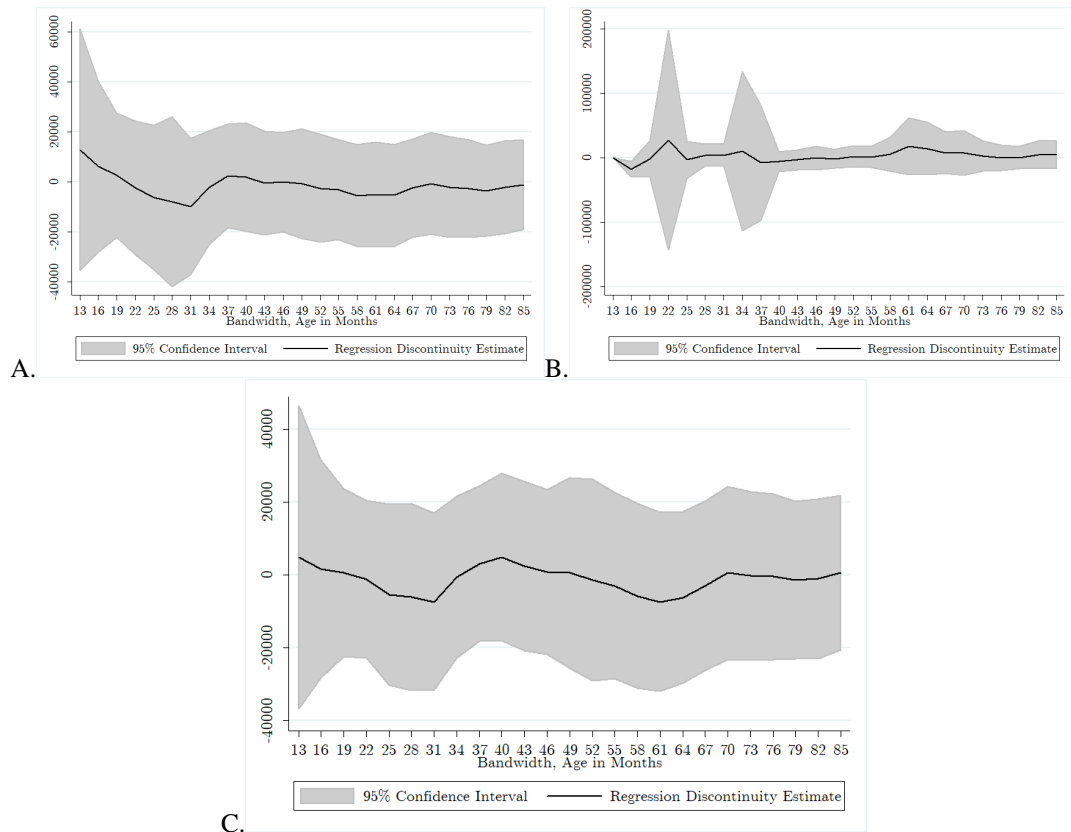 60000
40000
20000
0
-20000
-40000
13 16 19 22 25 28 31 34 37 40 43 46 49 52 55 58 61 64 67 70 73 76 79 82 85
Bandwidth, Age in Months
95% Confidence Interval Regression Discontinuity Estimate
A.
200000
100000
0
-100000
-200000
13 16 19 22 25 28 31 34 37 40 43 46 49 52 55 58 61 64 67 70 73 76 79 82 85
Bandwidth, Age in Months
95% Confidence Interval Regression Discontinuity Estimate
B.
40000
20000
0
-20000
-40000
13 16 19 22 25 28 31 34 37 40 43 46 49 52 55 58 61 64 67 70 73 76 79 82 85
Bandwidth, Age in Months
95% Confidence Interval Regression Discontinuity Estimate
C.